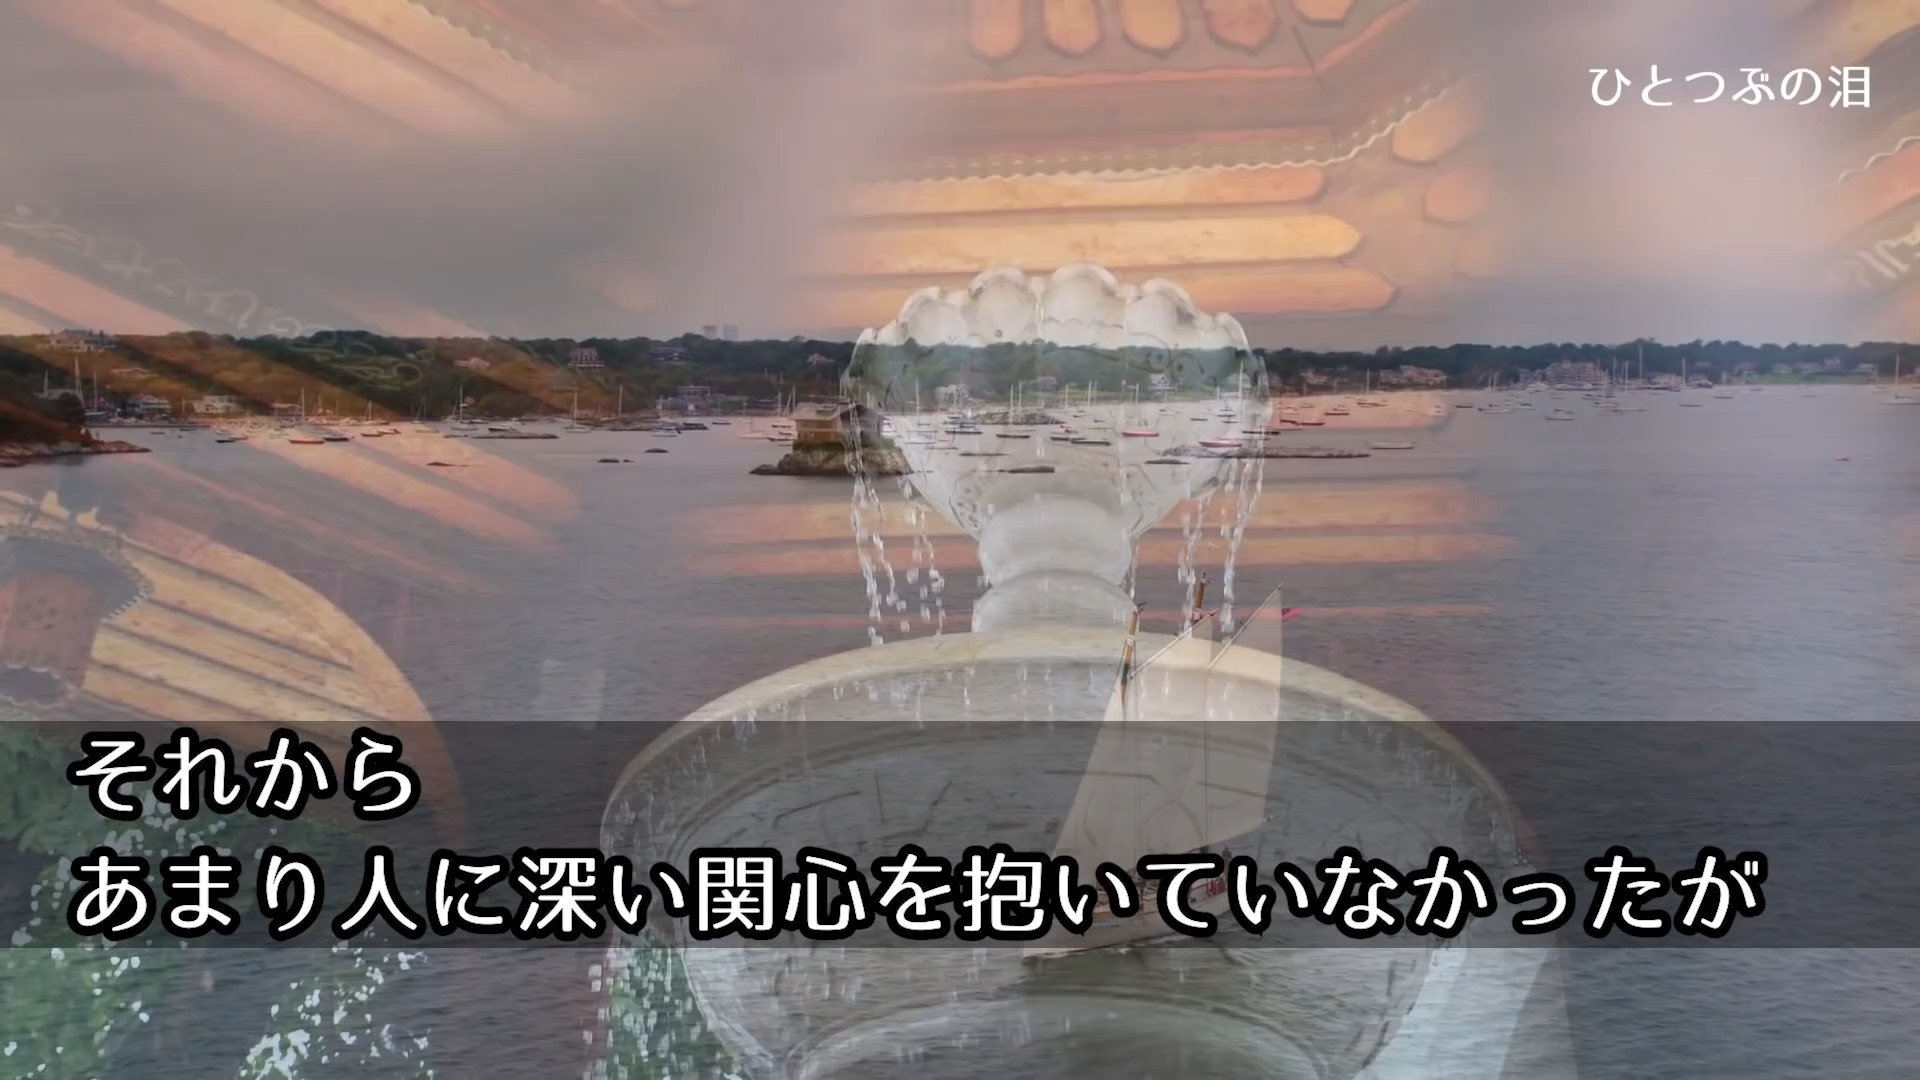 ひとつぶの泪
それから
あまり人に深い関心を抱いていなかったが